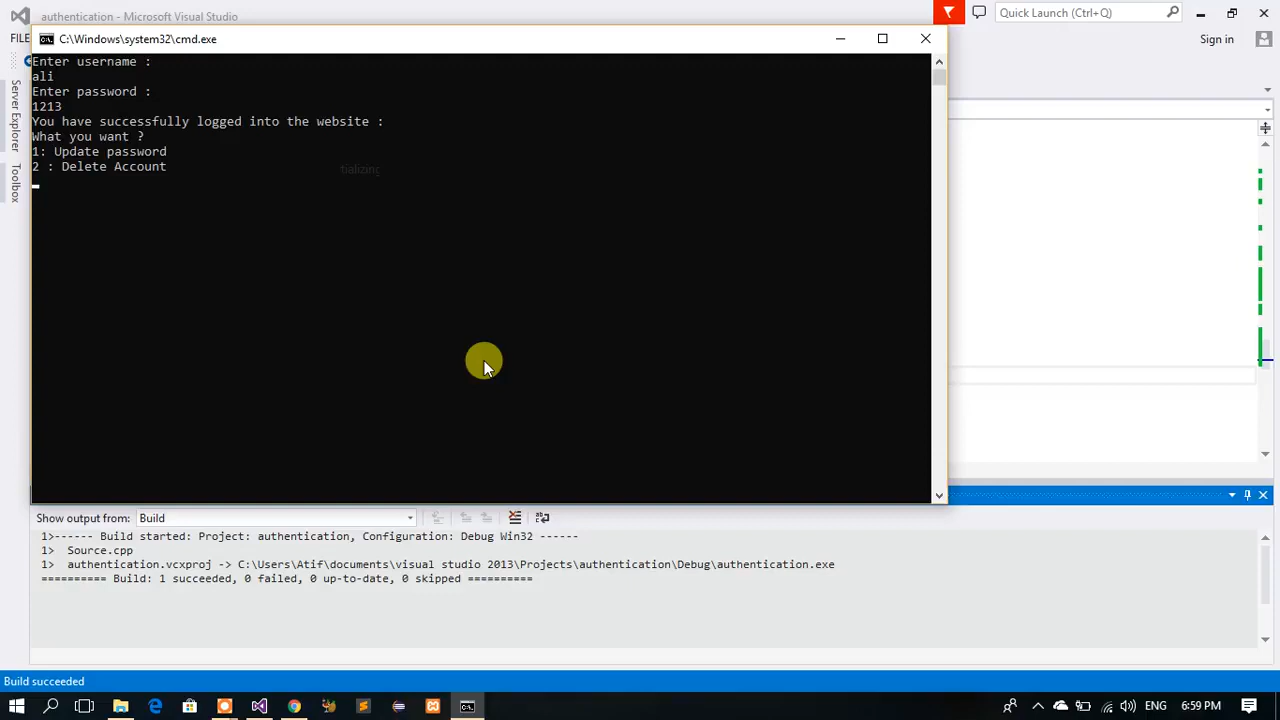 authentication - Microsoft Visual Studio
Quick Launch (Ctrl+Q)
C:\Windows\system32\cmd.exe
Sign in
Enter username :
ali
Enter password :
1213
You have successfully logged into the website :
What you want ?
1: Update password
2 : Delete Account
Server Explorer
Toolbox
Show output from: Build
1>------ Build started: Project: authentication, Configuration: Debug Win32 ------
1>  Source.cpp
1>  authentication.vcxproj -> C:\Users\Atif\documents\visual studio 2013\Projects\authentication\Debug\authentication.exe
========== Build: 1 succeeded, 0 failed, 0 up-to-date, 0 skipped ==========
Build succeeded
ENG
6:59 PM